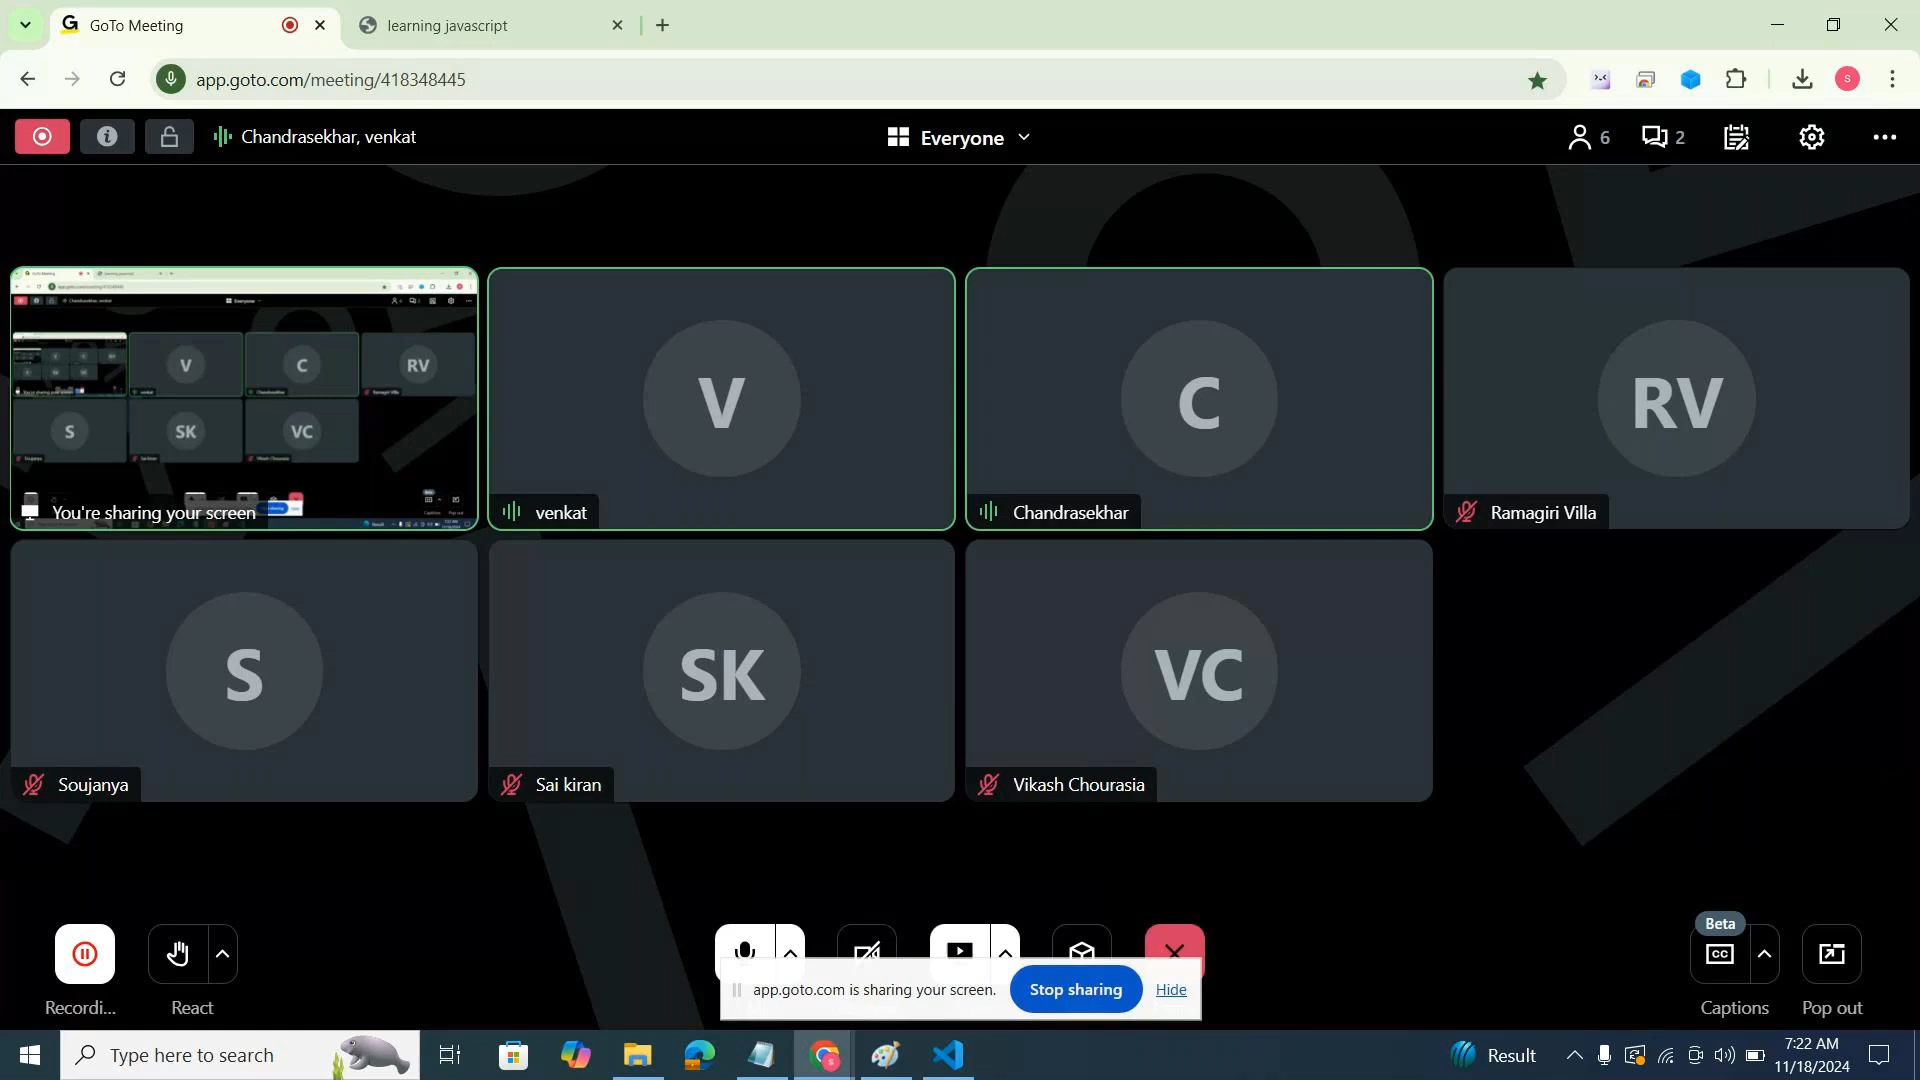 GoTo Meeting
learning javascript
app.goto.com/meeting/418348445
S
Chandrasekhar, venkat
Everyone
6
2
You're sharing your screen
V
venkat
C
Chandrasekhar
RV
Ramagiri Villa
S
Soujanya
SK
Sai kiran
VC
Vikash Chourasia
Recordi...
React
app.goto.com is sharing your screen.
Stop sharing
Hide
Beta
CC
Captions
Pop out
Type here to search
Result
7:22 AM
11/18/2024